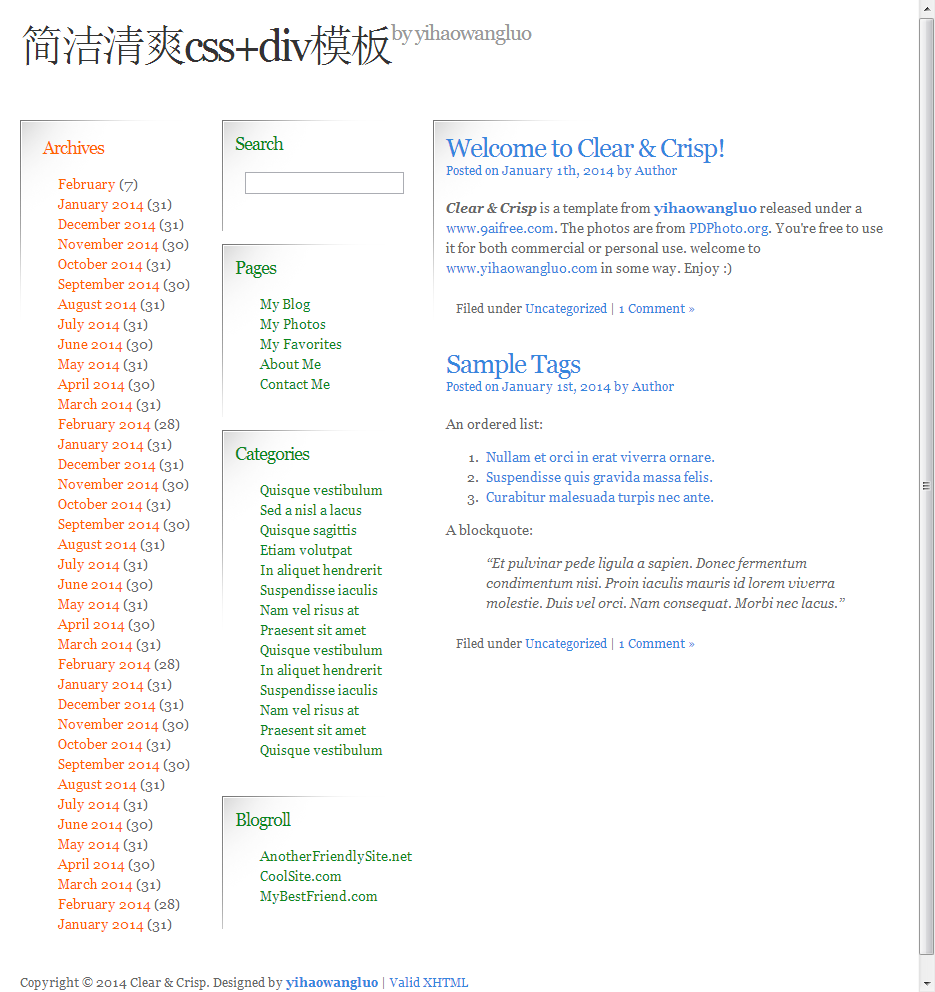 简洁清爽css+div模板by yihaowangluo
Archives
February (7)
January 2014 (31)
December 2014 (31)
November 2014 (30)
October 2014 (31)
September 2014 (30)
August 2014 (31)
July 2014 (31)
June 2014 (30)
May 2014 (31)
April 2014 (30)
March 2014 (31)
February 2014 (28)
January 2014 (31)
December 2014 (31)
November 2014 (30)
October 2014 (31)
September 2014 (30)
August 2014 (31)
July 2014 (31)
June 2014 (30)
May 2014 (31)
April 2014 (30)
March 2014 (31)
February 2014 (28)
January 2014 (31)
December 2014 (31)
November 2014 (30)
October 2014 (31)
September 2014 (30)
August 2014 (31)
July 2014 (31)
June 2014 (30)
May 2014 (31)
April 2014 (30)
March 2014 (31)
February 2014 (28)
January 2014 (31)
Search
Pages
My Blog
My Photos
My Favorites
About Me
Contact Me
Categories
Quisque vestibulum
Sed a nisl a lacus
Quisque sagittis
Etiam volutpat
In aliquet hendrerit
Suspendisse iaculis
Nam vel risus at
Praesent sit amet
Quisque vestibulum
In aliquet hendrerit
Suspendisse iaculis
Nam vel risus at
Praesent sit amet
Quisque vestibulum
Blogroll
AnotherFriendlySite.net
CoolSite.com
MyBestFriend.com
Welcome to Clear & Crisp!
Posted on January 1th, 2014 by Author
Clear & Crisp is a template from yihaowangluo released under a
www.9aifree.com. The photos are from PDPhoto.org. You're free to use
it for both commercial or personal use. welcome to
www.yihaowangluo.com in some way. Enjoy :)
Filed under Uncategorized | 1 Comment »
Sample Tags
Posted on January 1st, 2014 by Author
An ordered list:
1. Nullam et orci in erat viverra ornare.
2. Suspendisse quis gravida massa felis.
3. Curabitur malesuada turpis nec ante.
A blockquote:
“Et pulvinar pede ligula a sapien. Donec fermentum
condimentum nisi. Proin iaculis mauris id lorem viverra
molestie. Duis vel orci. Nam consequat. Morbi nec lacus.”
Filed under Uncategorized | 1 Comment »
Copyright © 2014 Clear & Crisp. Designed by yihaowangluo | Valid XHTML